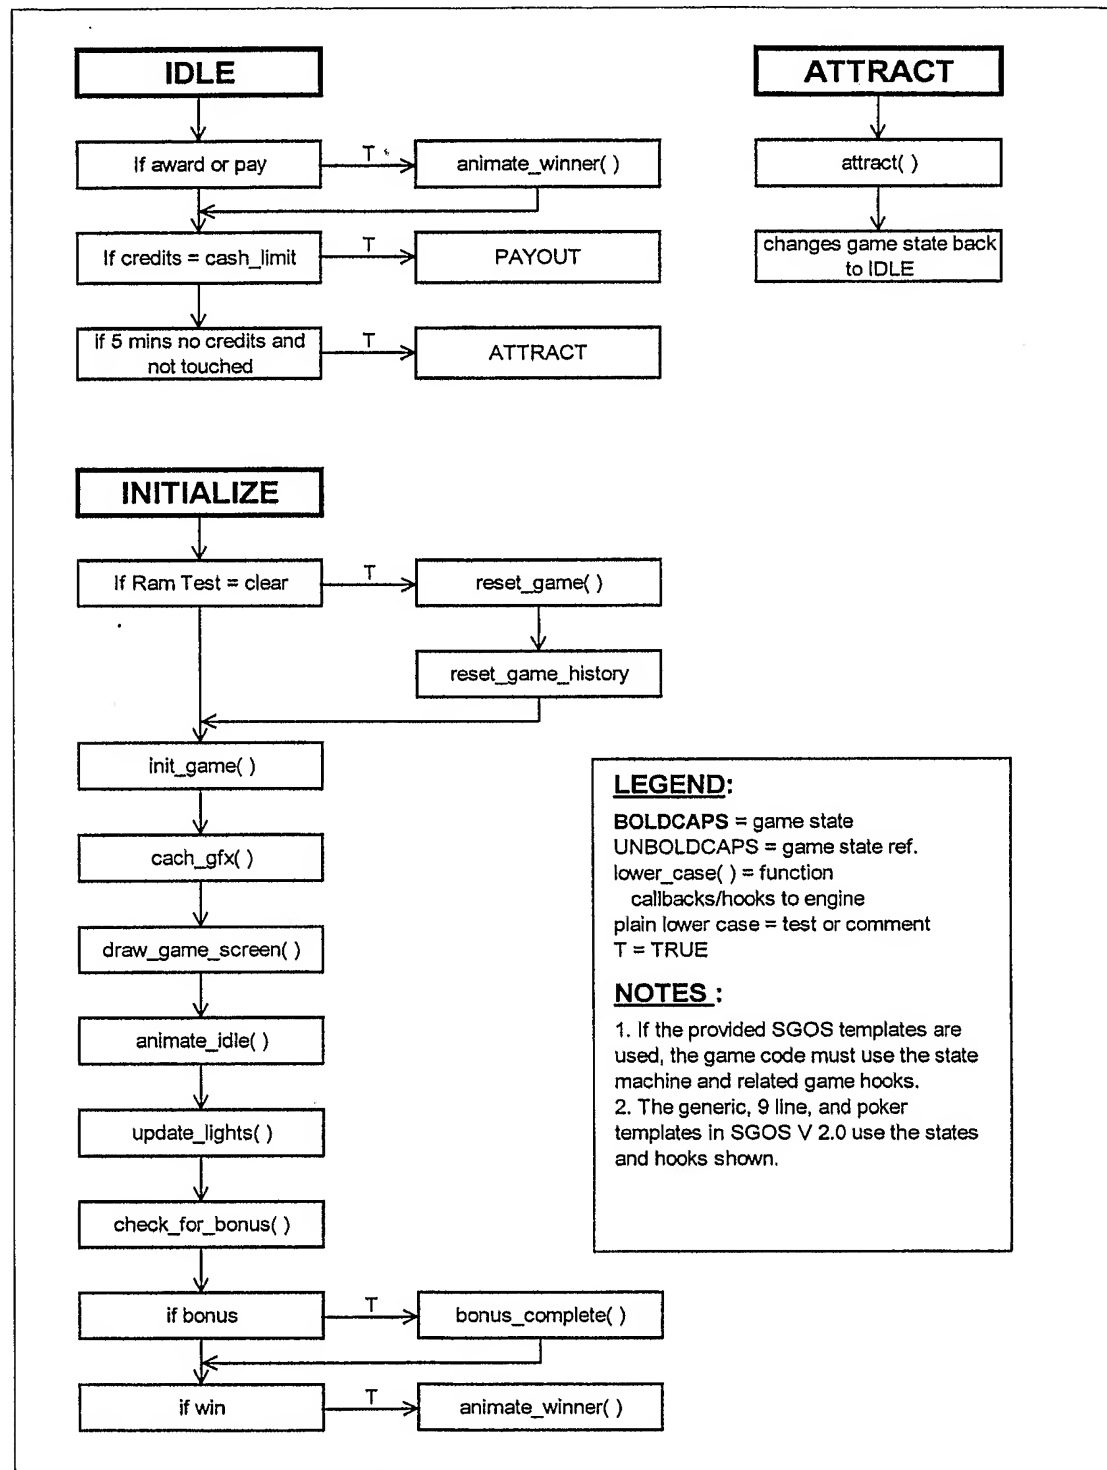 IDLE
If award or pay
T
animate_winner( )
If credits = cash_limit
T
PAYOUT
if 5 mins no credits and
not touched
T
ATTRACT
ATTRACT
attract( )
changes game state back
to IDLE
INITIALIZE
If Ram Test = clear
T
reset_game( )
reset_game_history
init_game( )
cach_gfx( )
draw_game_screen( )
animate_idle( )
update_lights( )
check_for_bonus( )
if bonus
T
bonus_complete( )
if win
T
animate_winner( )
LEGEND:
BOLDCAPS = game state
UNBOLDCAPS = game state ref.
lower_case( ) = function
callbacks/hooks to engine
plain lower case = test or comment
T = TRUE
NOTES :
1. If the provided SGOS templates are
used, the game code must use the state
machine and related game hooks.
2. The generic, 9 line, and poker
templates in SGOS V 2.0 use the states
and hooks shown.